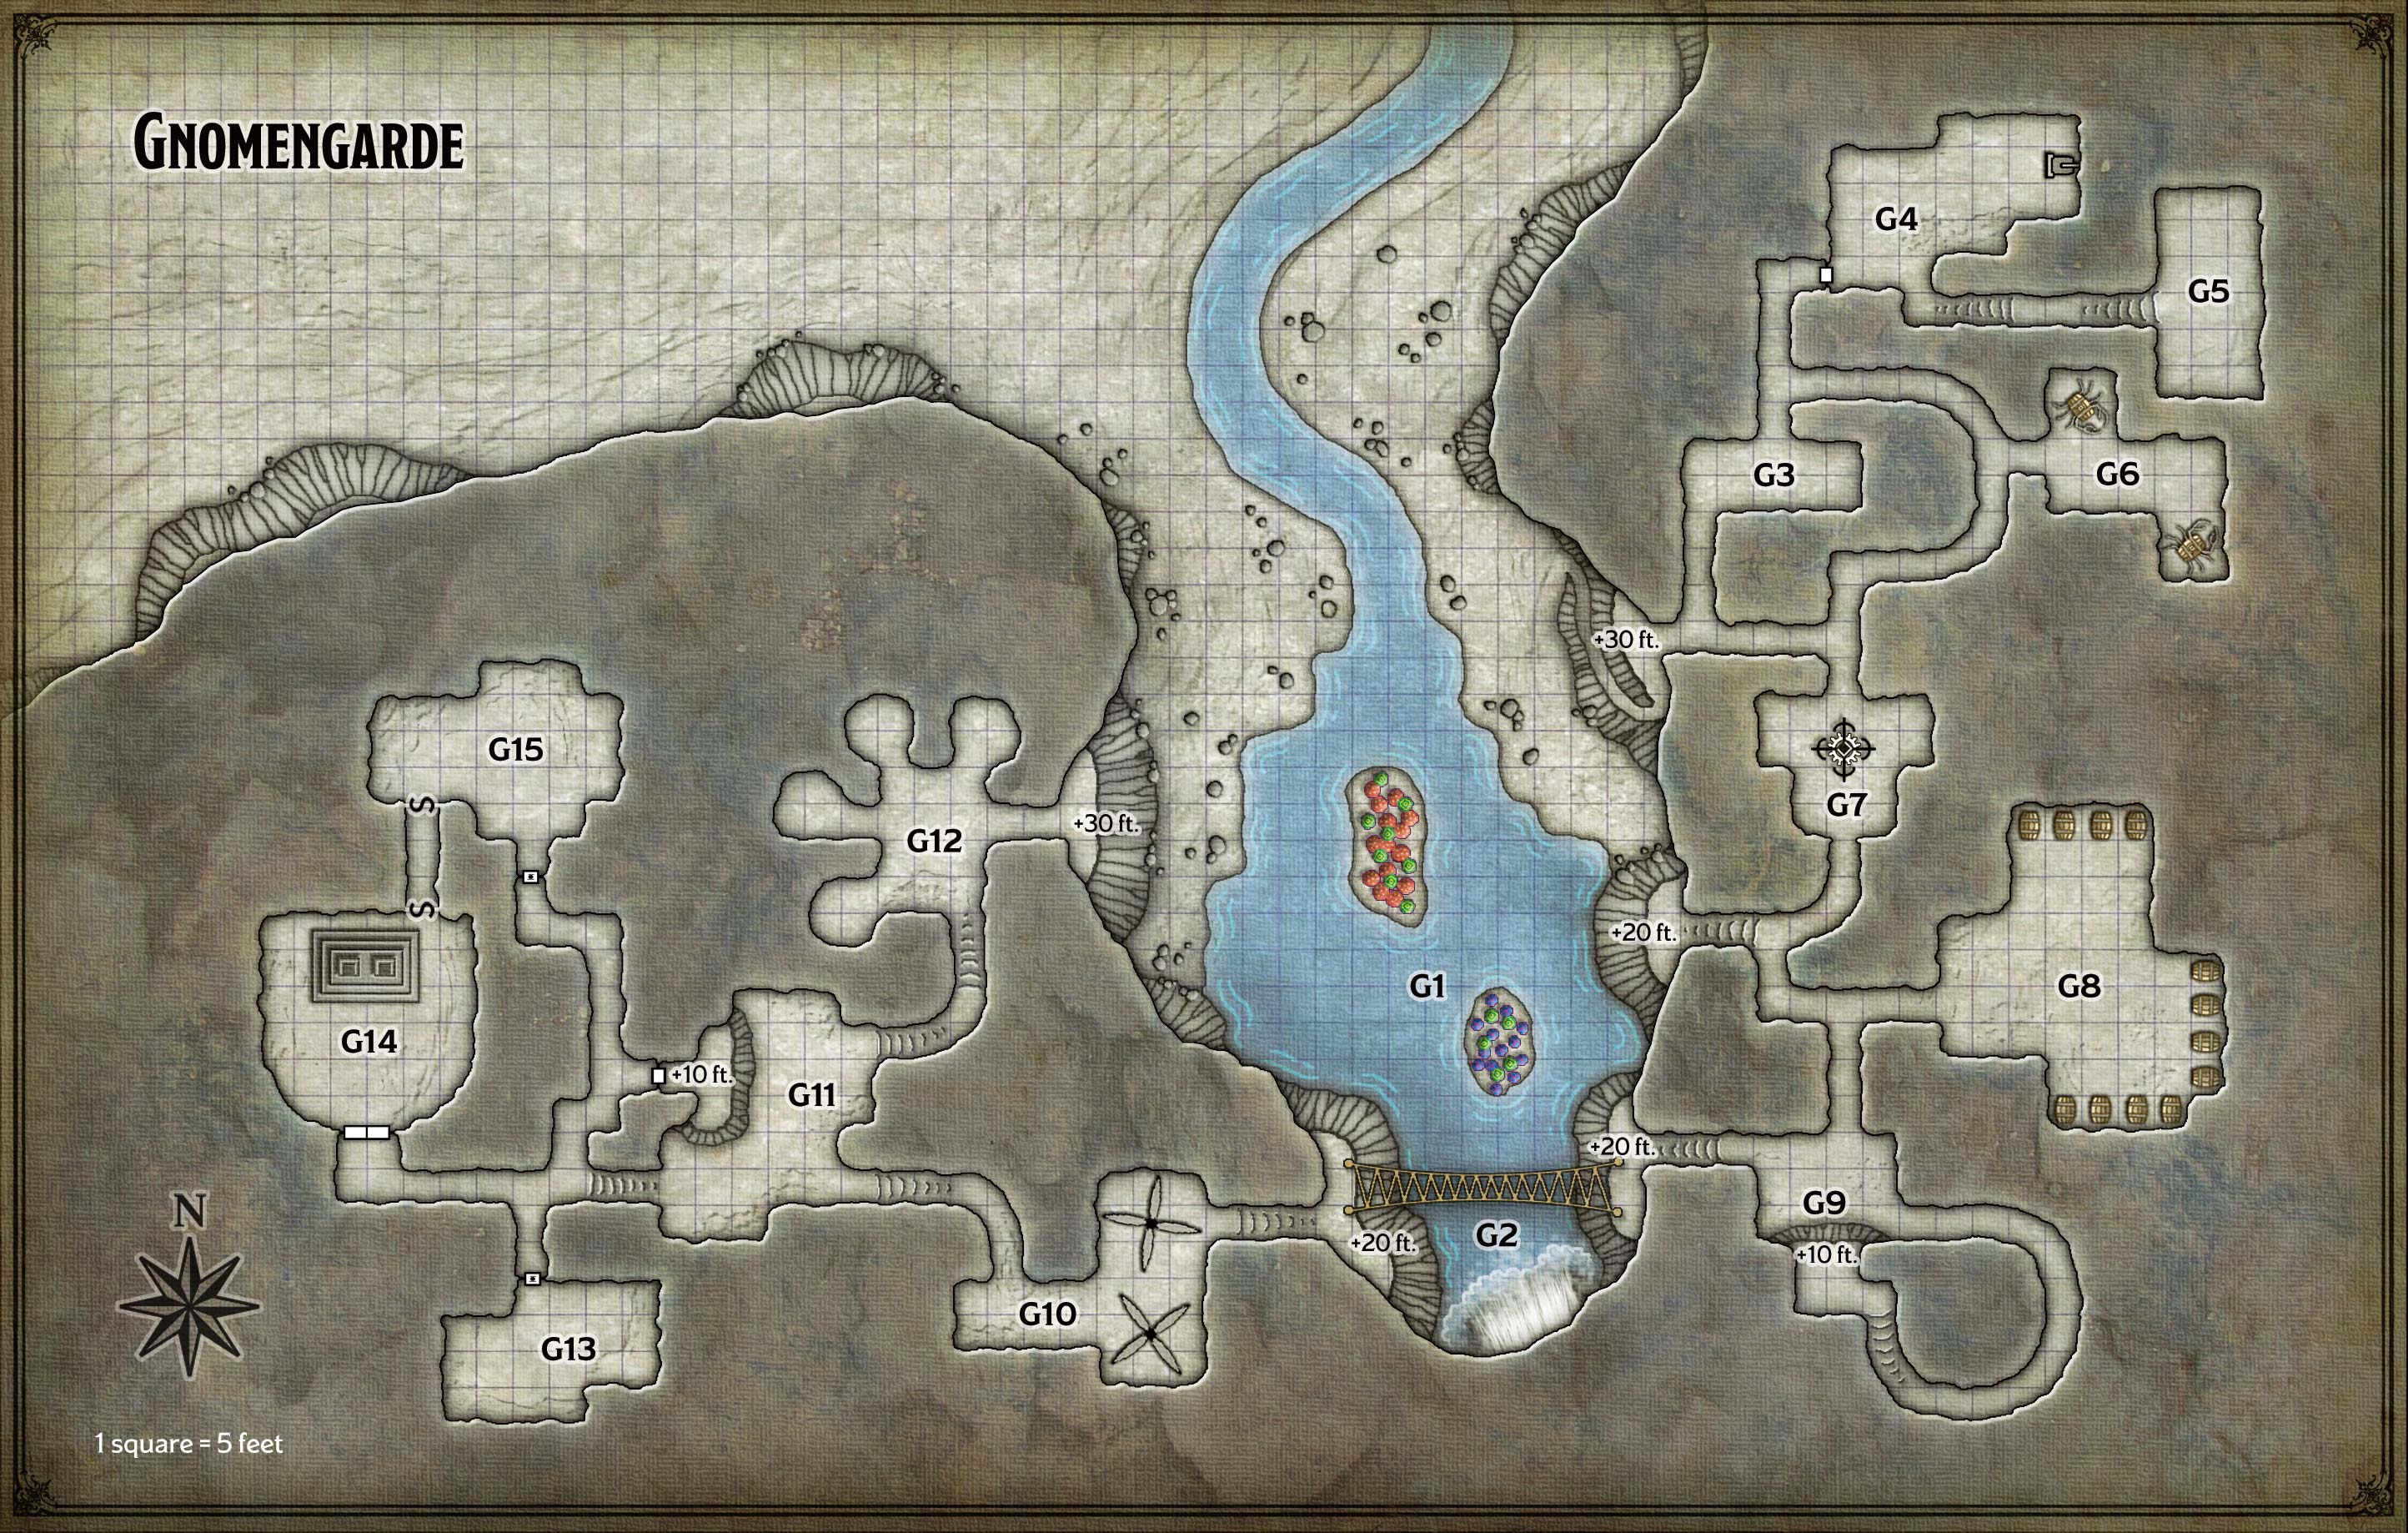 GNOMENGARDE
G4
G5
G3
G6
+30 ft.
G15
G7
+30 ft.
G12
S
+20 ft.
S
G1
G8
G14
+10 ft.
G11
+20 ft.
N
G9
G2
+20 ft.
+10 ft.
G10
G13
1 square = 5 feet